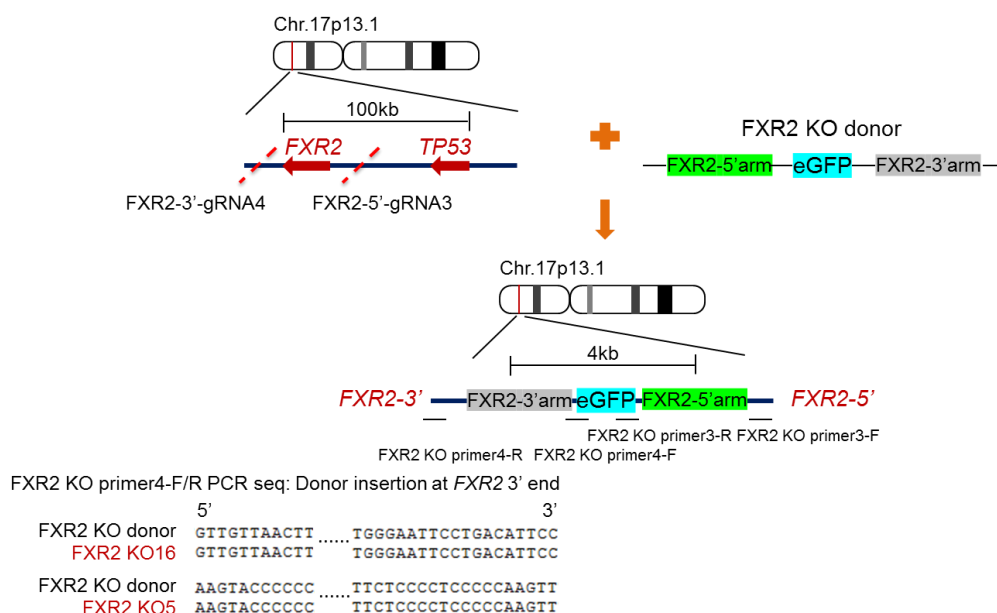 Chr.17p13.1
100kb
FXR2 TP53
FXR2-3’-gRNA4 FXR2-5’-gRNA3
FXR2 KO donor
FXR2-5’arm eGFP FXR2-3’arm
Chr.17p13.1
4kb
FXR2-3’ FXR2-3’arm eGFP FXR2-5’arm FXR2-5’
FXR2 KO primer3-R FXR2 KO primer3-F
FXR2 KO primer4-R FXR2 KO primer4-F
FXR2 KO primer4-F/R PCR seq: Donor insertion at FXR2 3’ end
5’ 3’
FXR2 KO donor GTTGTTAACTT ...... TGGGAATTCCTGACATTCC
FXR2 KO16 GTTGTTAACTT TGGGAATTCCTGACATTCC
FXR2 KO donor AAGTACCCCCC ...... TTCTCCCCTCCCCCAAGTT
FXR2 KO5 AAGTACCCCCC TTCTCCCCTCCCCCAAGTT